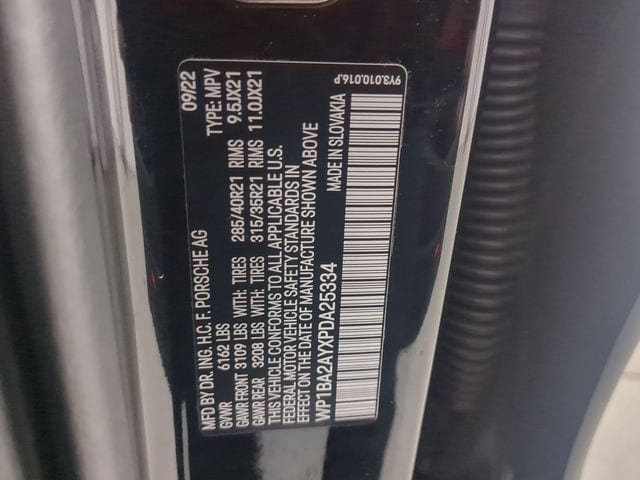 MFD BY DR. ING. H.C. F. PORSCHE AG 09/22
GVWR 6162 LBS TYPE: MPV
GAWR FRONT 3109 LBS WITH: TIRES 285/40R21 RIMS 9.5JX21
GAWR REAR 3208 LBS WITH: TIRES 315/35R21 RIMS 11.0JX21
THIS VEHICLE CONFORMS TO ALL APPLICABLE U.S.
FEDERAL MOTOR VEHICLE SAFETY STANDARDS IN
EFFECT ON THE DATE OF MANUFACTURE SHOWN ABOVE
WP1BA2AYXPDA25334 MADE IN SLOVAKIA
9Y3.010.016.P